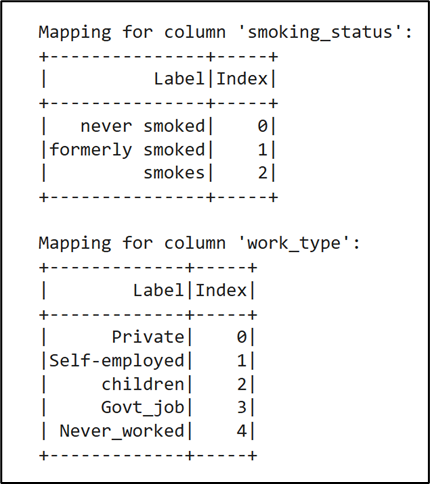 Mapping for column 'smoking_status':
+---------------+-----+
|          Label|Index|
+---------------+-----+
|   never smoked|    0|
|formerly smoked|    1|
|         smokes|    2|
+---------------+-----+
Mapping for column 'work_type':
+-------------+-----+
|        Label|Index|
+-------------+-----+
|      Private|    0|
|Self-employed|    1|
|     children|    2|
|     Govt_job|    3|
| Never_worked|    4|
+-------------+-----+